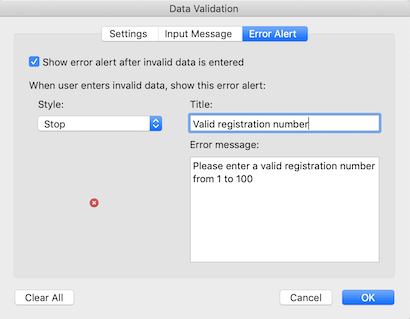 Data Validation
Settings Input Message Error Alert
Show error alert after invalid data is entered
When user enters invalid data, show this error alert:
Style: Title:
Stop Valid registration number
Error message:
Please enter a valid registration number
from 1 to 100
Clear All Cancel OK